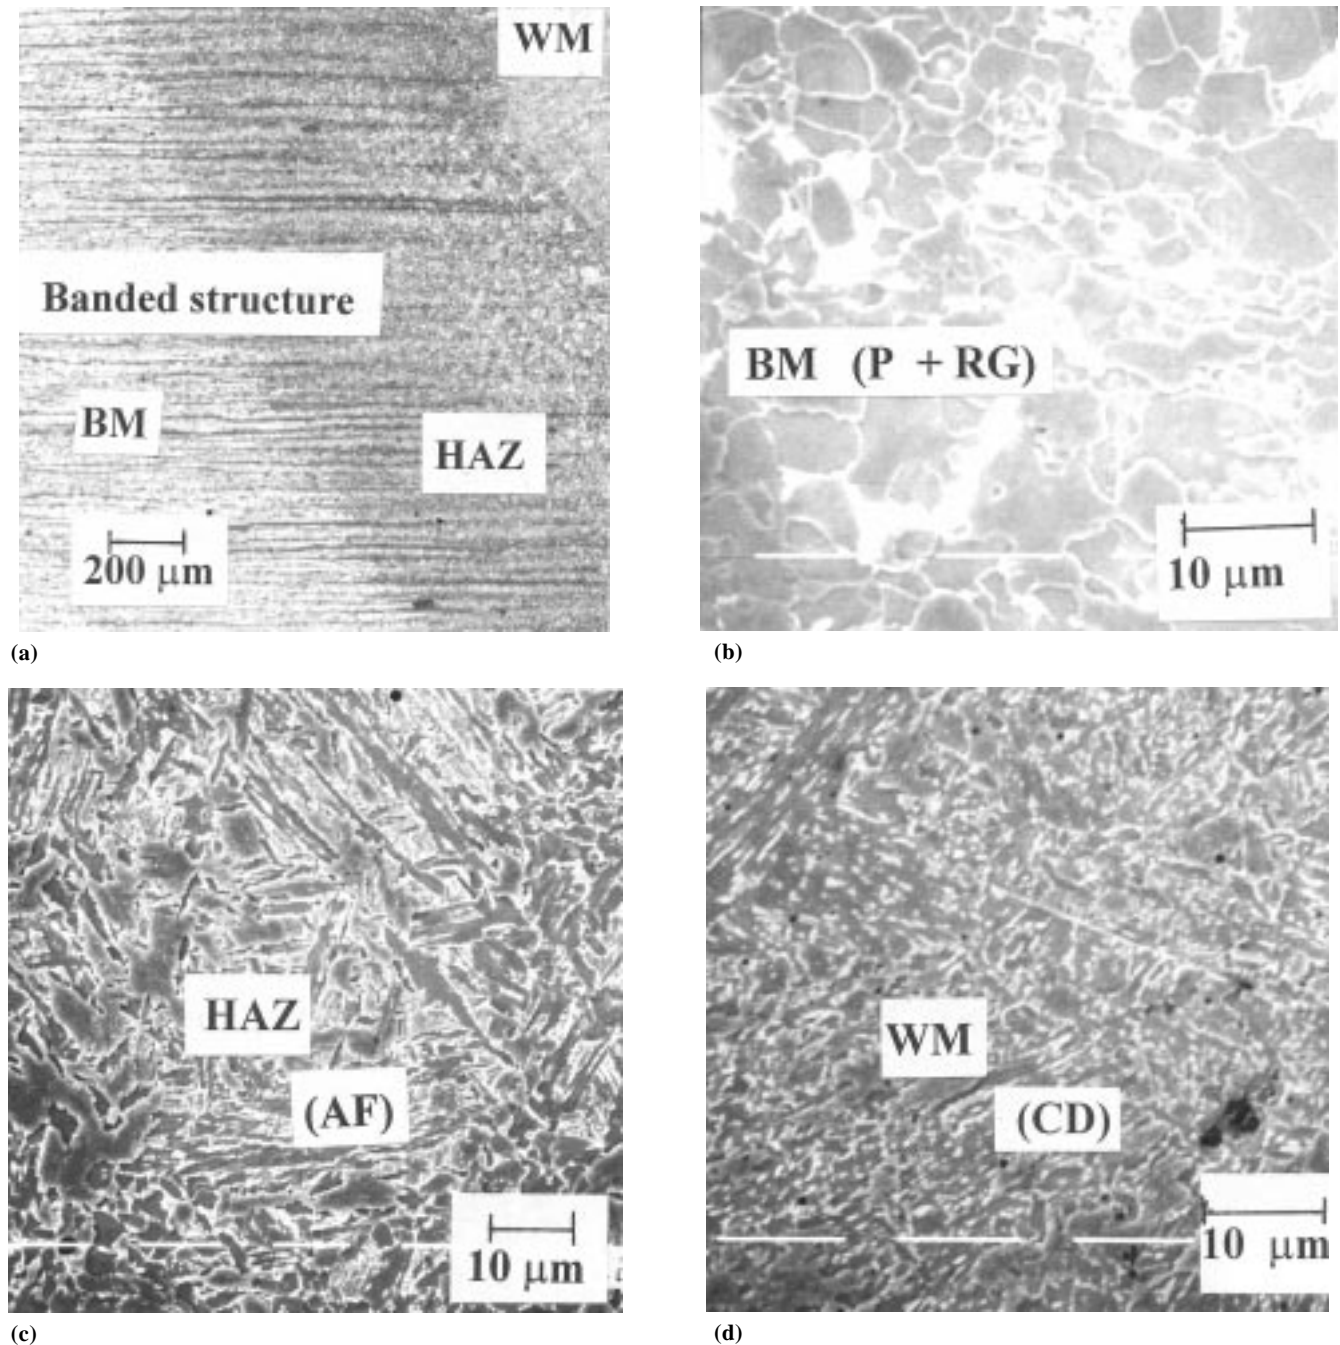 WM
Banded structure
BM
HAZ
200 μm
(a)
BM (P + RG)
10 μm
(b)
HAZ
(AF)
10 μm
(c)
WM
(CD)
10 μm
(d)